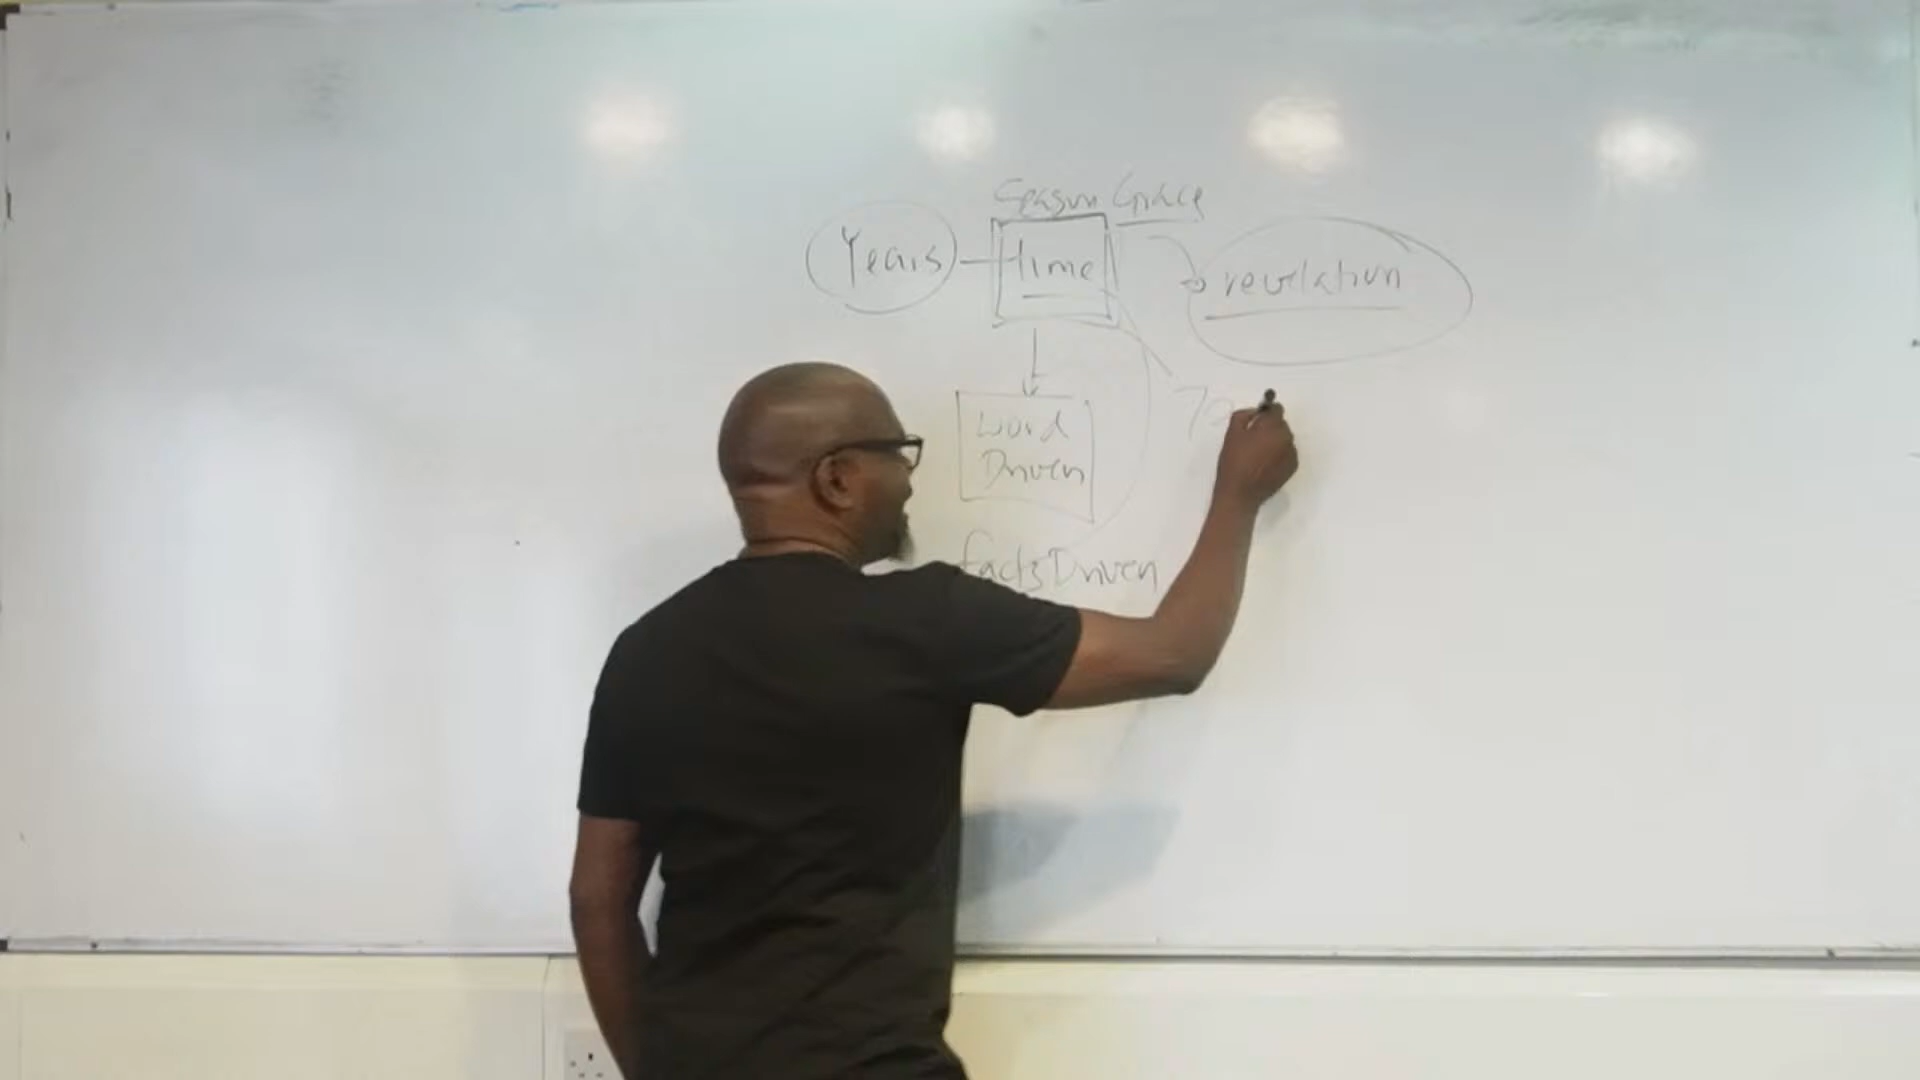 Season Grace
Years
time
revelation
Word
Driven
facts Driven